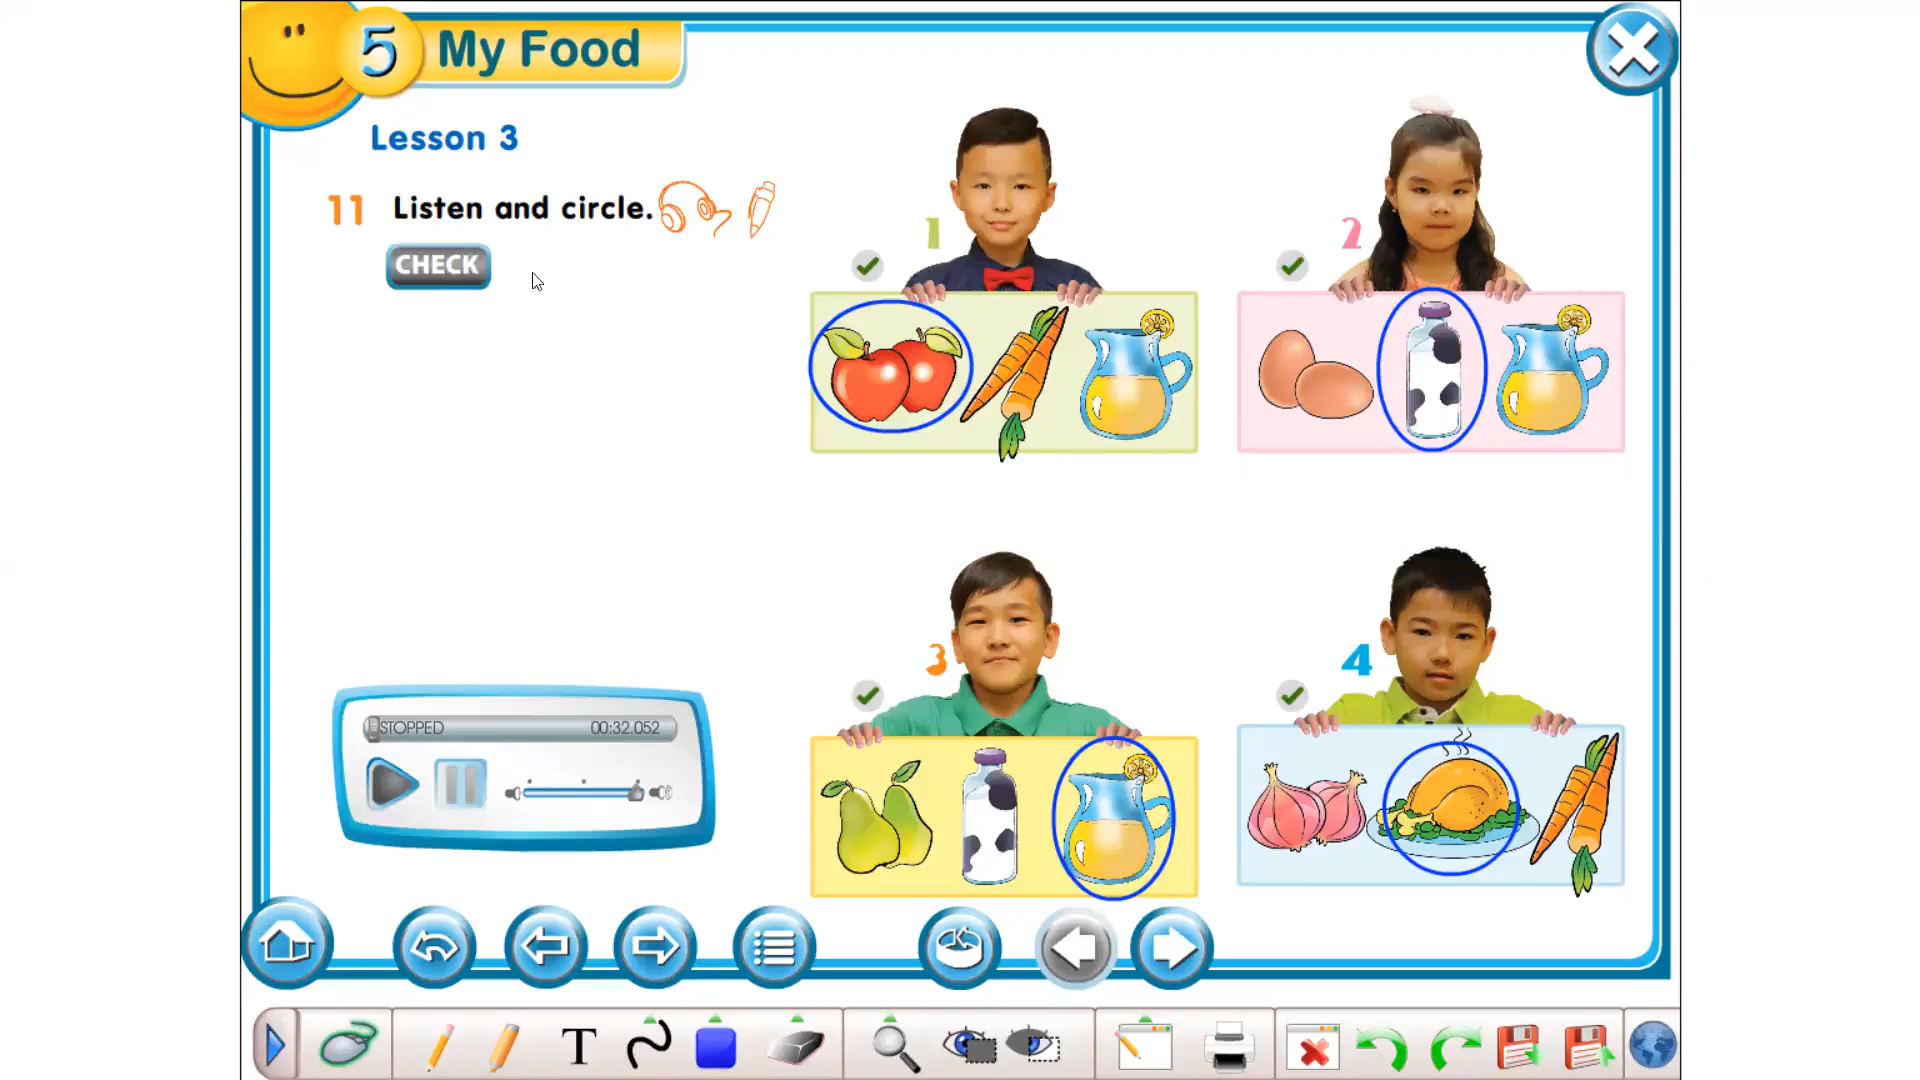 5 My Food
Lesson 3
11 Listen and circle.
CHECK
1
2
3
4
STOPPED 00:32.052
T